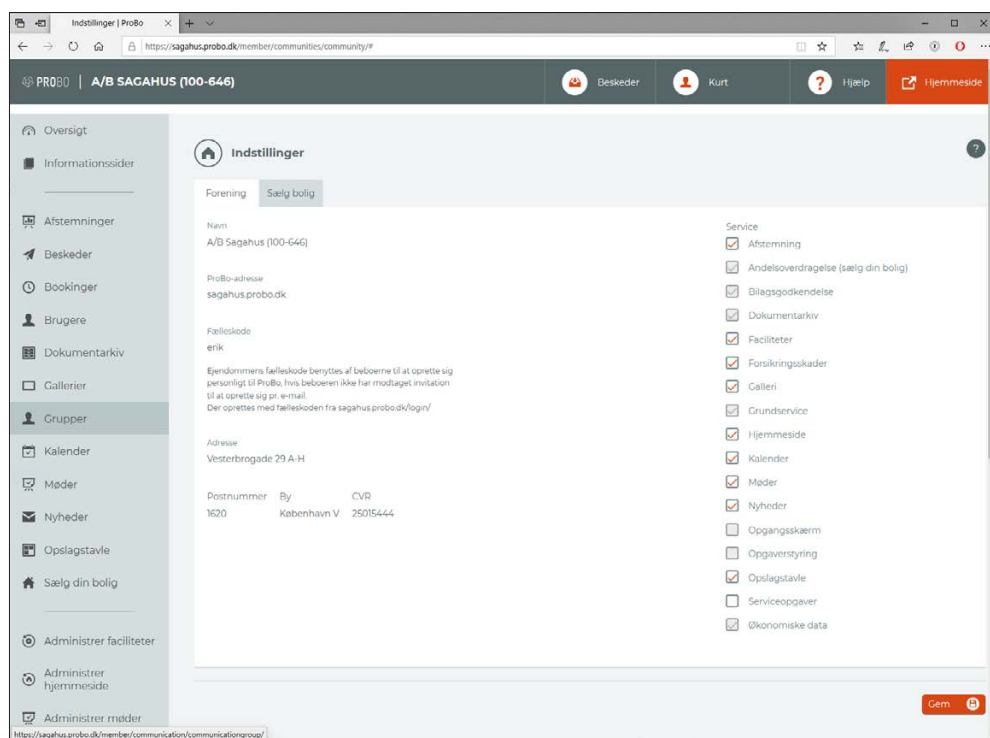 Indstillinger | ProBo
https://sagahus.probo.dk/member/communities/community/#
PROBO | A/B SAGAHUS (100-646)
Beskeder
Kurt
? Hjælp
Hjemmeside
Oversigt
Informationssider
Afstemninger
Beskeder
Bookinger
Brugere
Dokumentarkiv
Gallerier
Grupper
Kalender
Møder
Nyheder
Opslagstavle
Sælg din bolig
Administrer faciliteter
Administrer
hjemmeside
Administrer møder
https://sagahus.probo.dk/member/communication/communicationgroup/
Indstillinger
?
Forening
Sælg bolig
Navn
A/B Sagahus (100-646)
ProBo-adresse
sagahus.probo.dk
Fælleskode
erik
Ejendommens fælleskode benyttes af beboerne til at oprette sig
personligt til ProBo, hvis beboeren ikke har modtaget invitation
til at oprette sig pr. e-mail.
Der oprettes med fælleskoden fra sagahus.probo.dk/login/
Adresse
Vesterbrogade 29 A-H
Postnummer By CVR
1620 København V 25015444
Service
Afstemning
Andelsoverdragelse (sælg din bolig)
Bilagsgodkendelse
Dokumentarkiv
Faciliteter
Forsikringsskader
Galleri
Grundservice
Hjemmeside
Kalender
Møder
Nyheder
Opgangsskærm
Opgaverstyring
Opslagstavle
Serviceopgaver
Økonomiske data
Gem